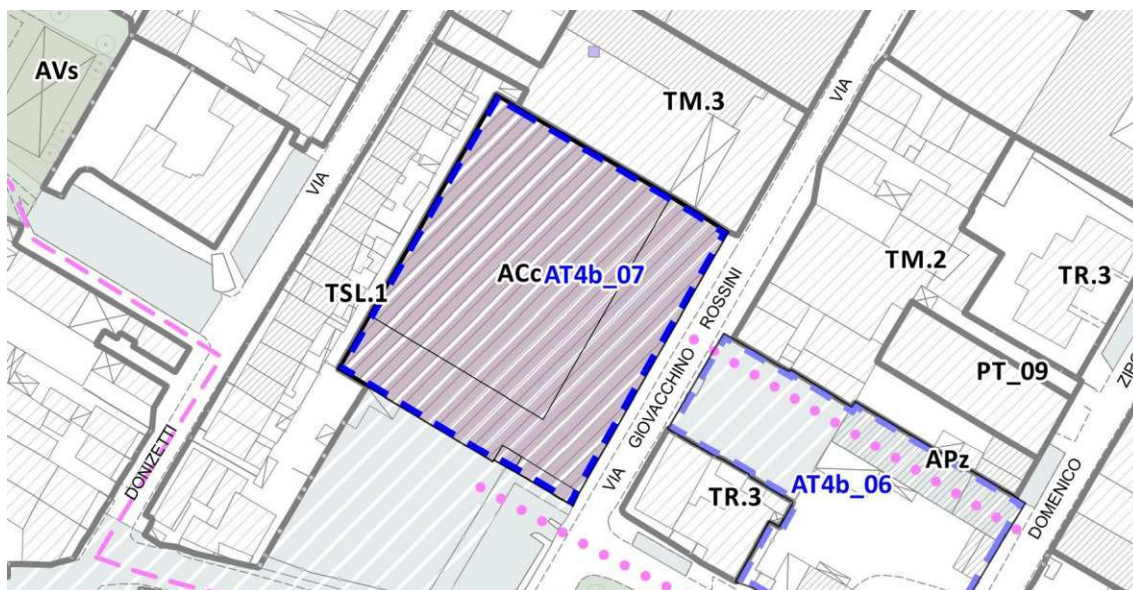 AVs
TM.3
VIA
VIA
ACc
AT4b_07
TSL.1
TM.2
TR.3
VIA GIOVACCHINO ROSSINI
PT_09
DONIZETTI
APz
AT4b_06
TR.3
DOMENICO